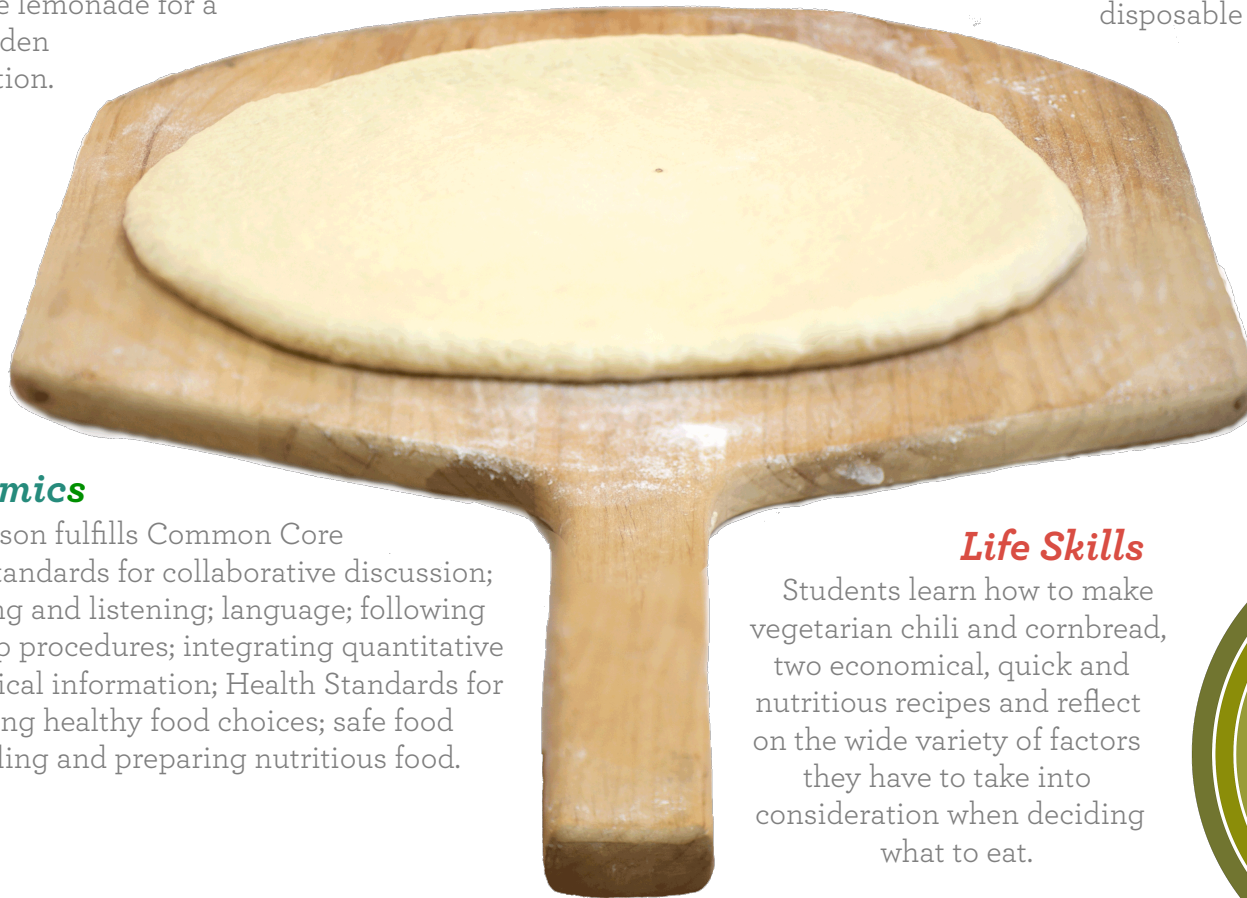 e lemonade for a
den
tion.
disposable
mics
son fulfills Common Core
tandards for collaborative discussion;
ng and listening; language; following
p procedures; integrating quantitative
ical information; Health Standards for
ng healthy food choices; safe food
ling and preparing nutritious food.
Life Skills
Students learn how to make
vegetarian chili and cornbread,
two economical, quick and
nutritious recipes and reflect
on the wide variety of factors
they have to take into
consideration when deciding
what to eat.